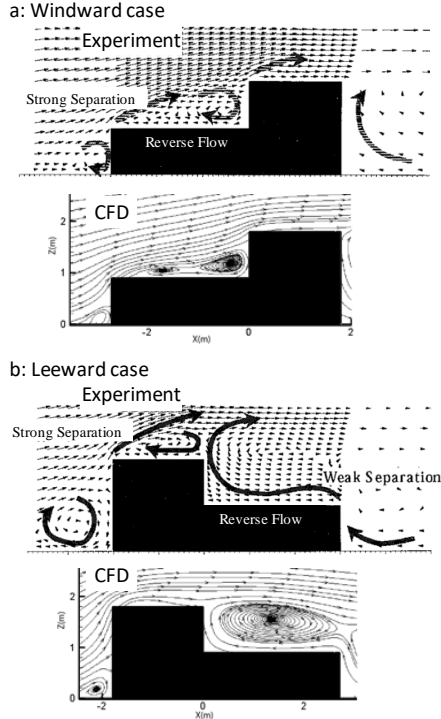 a: Windward case
Experiment
Strong Separation
Reverse Flow
CFD
Z(m)
2
1
0
-2
0
2
X(m)
b: Leeward case
Experiment
Strong Separation
Weak Separation
Reverse Flow
CFD
Z(m)
2
1
0
-2
0
2
X(m)